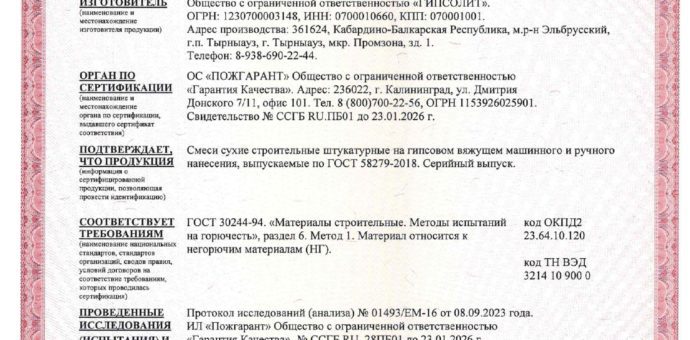 ИЗГОТОВИТЕЛЬ
(наименование и
местонахождение
изготовителя продукции)
Общество с ограниченной ответственностью «ГИПСОЛИТ».
ОГРН: 1230700003148, ИНН: 0700010660, КПП: 070001001.
Адрес производства: 361624, Кабардино-Балкарская Республика, м.р-н Эльбрусский,
г.п. Тырныауз, г. Тырныауз, мкр. Промзона, зд. 1.
Телефон: 8-938-690-22-44.
ОРГАН ПО
СЕРТИФИКАЦИИ
(наименование и
местонахождение
органа по сертификации,
выдавшего сертификат
соответствия)
ОС «ПОЖГАРАНТ» Общество с ограниченной ответственностью
«Гарантия Качества». Адрес: 236022, г. Калининград, ул. Дмитрия
Донского 7/11, офис 101. Тел. 8 (800)700-22-56, ОГРН 1153926025901.
Свидетельство № ССГБ RU.ПБ01 до 23.01.2026 г.
ПОДТВЕРЖДАЕТ,
ЧТО ПРОДУКЦИЯ
(информация о
сертифицированной
продукции, позволяющая
провести идентификацию)
Смеси сухие строительные штукатурные на гипсовом вяжущем машинного и ручного
нанесения, выпускаемые по ГОСТ 58279-2018. Серийный выпуск.
СООТВЕТСТВУЕТ
ТРЕБОВАНИЯМ
(наименование национальных
стандартов, стандартов
организаций, сводов правил,
условий договоров на
соответствие требованиям,
которых проводилась
сертификация)
ГОСТ 30244-94. «Материалы строительные. Методы испытаний
на горючесть», раздел 6. Метод 1. Материал относится к
негорючим материалам (НГ).
код ОКПД2
23.64.10.120
код ТН ВЭД
3214 10 900 0
ПРОВЕДЕННЫЕ
ИССЛЕДОВАНИЯ
(ИСПЫТАНИЯ) И
Протокол исследований (анализа) № 01493/ЕМ-16 от 08.09.2023 года.
ИЛ «Пожгарант» Общество с ограниченной ответственностью
«Гарантия Качества», № ССГБ RU. 28ПБ01 до 23.01.2026 г.